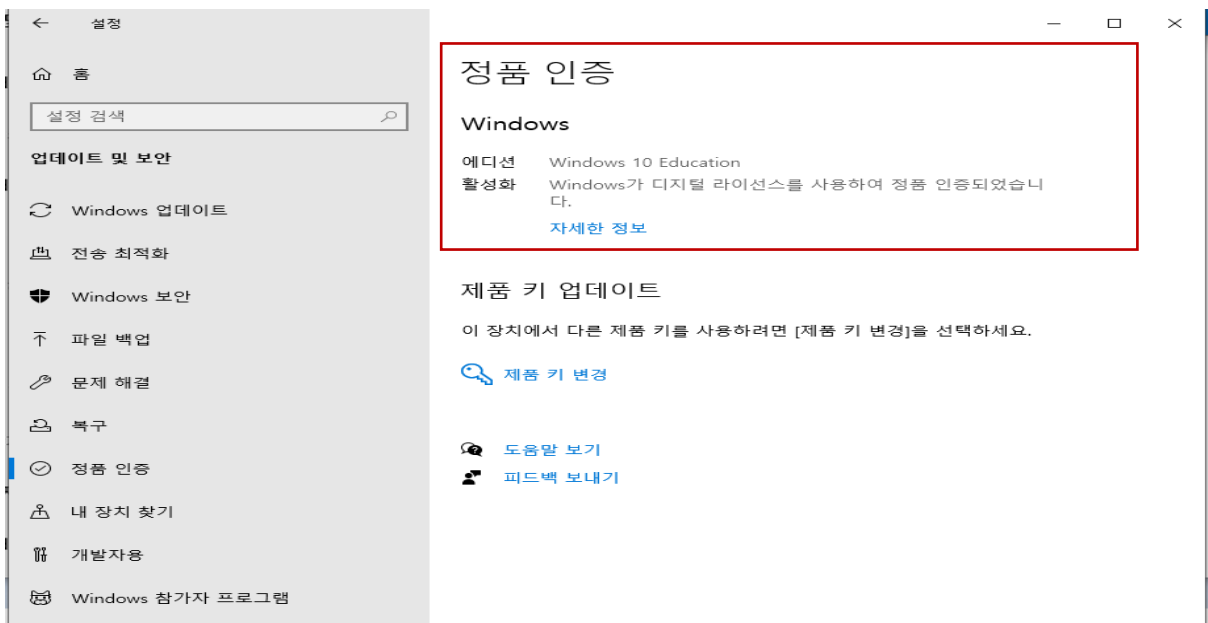 설정
홈
설정 검색
업데이트 및 보안
Windows 업데이트
전송 최적화
Windows 보안
파일 백업
문제 해결
복구
정품 인증
내 장치 찾기
개발자용
Windows 참가자 프로그램
정품 인증
Windows
에디션 Windows 10 Education
활성화 Windows가 디지털 라이선스를 사용하여 정품 인증되었습니
다.
자세한 정보
제품 키 업데이트
이 장치에서 다른 제품 키를 사용하려면 [제품 키 변경]을 선택하세요.
제품 키 변경
도움말 보기
피드백 보내기